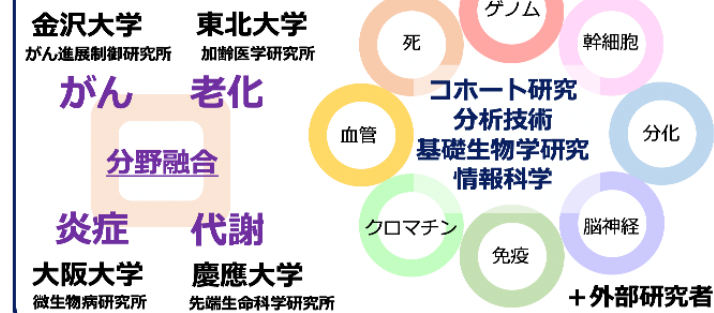 金沢大学
がん進展制御研究所
東北大学
加齢医学研究所
がん
老化
分野融合
炎症
代謝
大阪大学
微生物病研究所
慶應大学
先端生命科学研究所
ゲノム
死
幹細胞
血管
コホート研究
分析技術
基礎生物学研究
情報科学
分化
クロマチン
免疫
脳神経
＋外部研究者